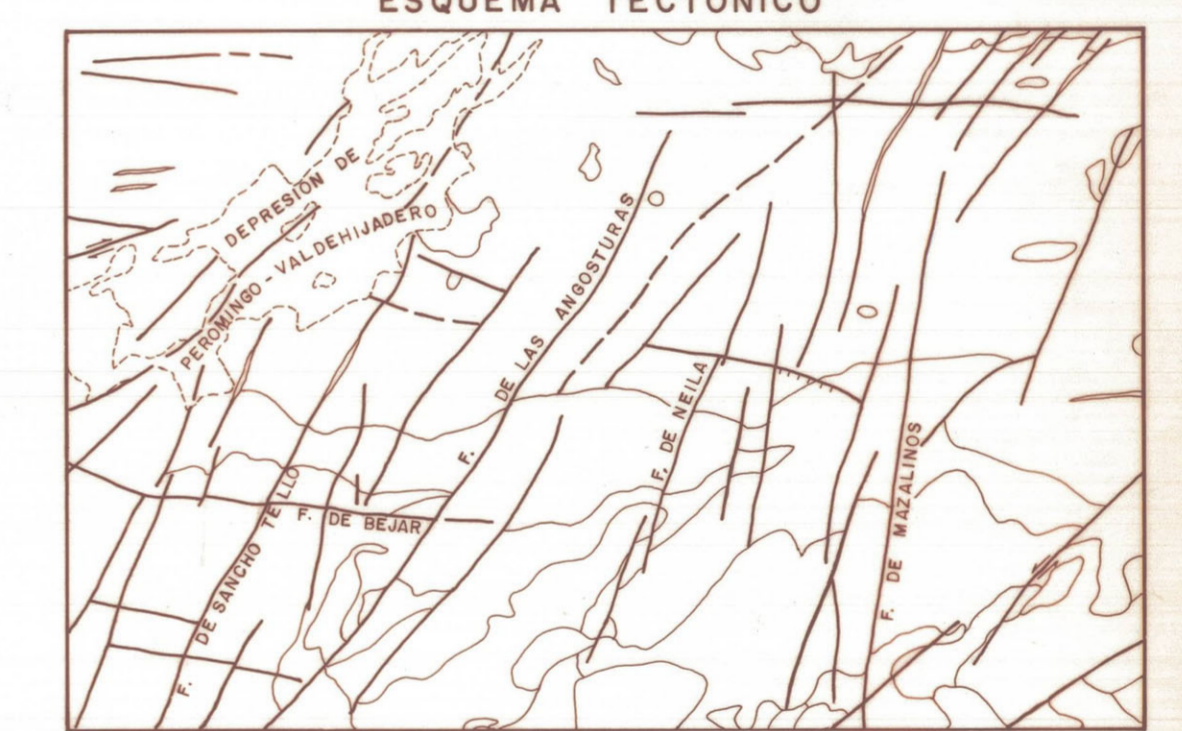 ESQUEMA TECTONICO
DEPRESION DE
PEROMINGO - VALDEHIJADERO
F. DE LAS ANGOSTURAS
F. DE NEILA
F. DE MAZALINOS
F. DE BEJAR
F. DE SANCHO TELLO